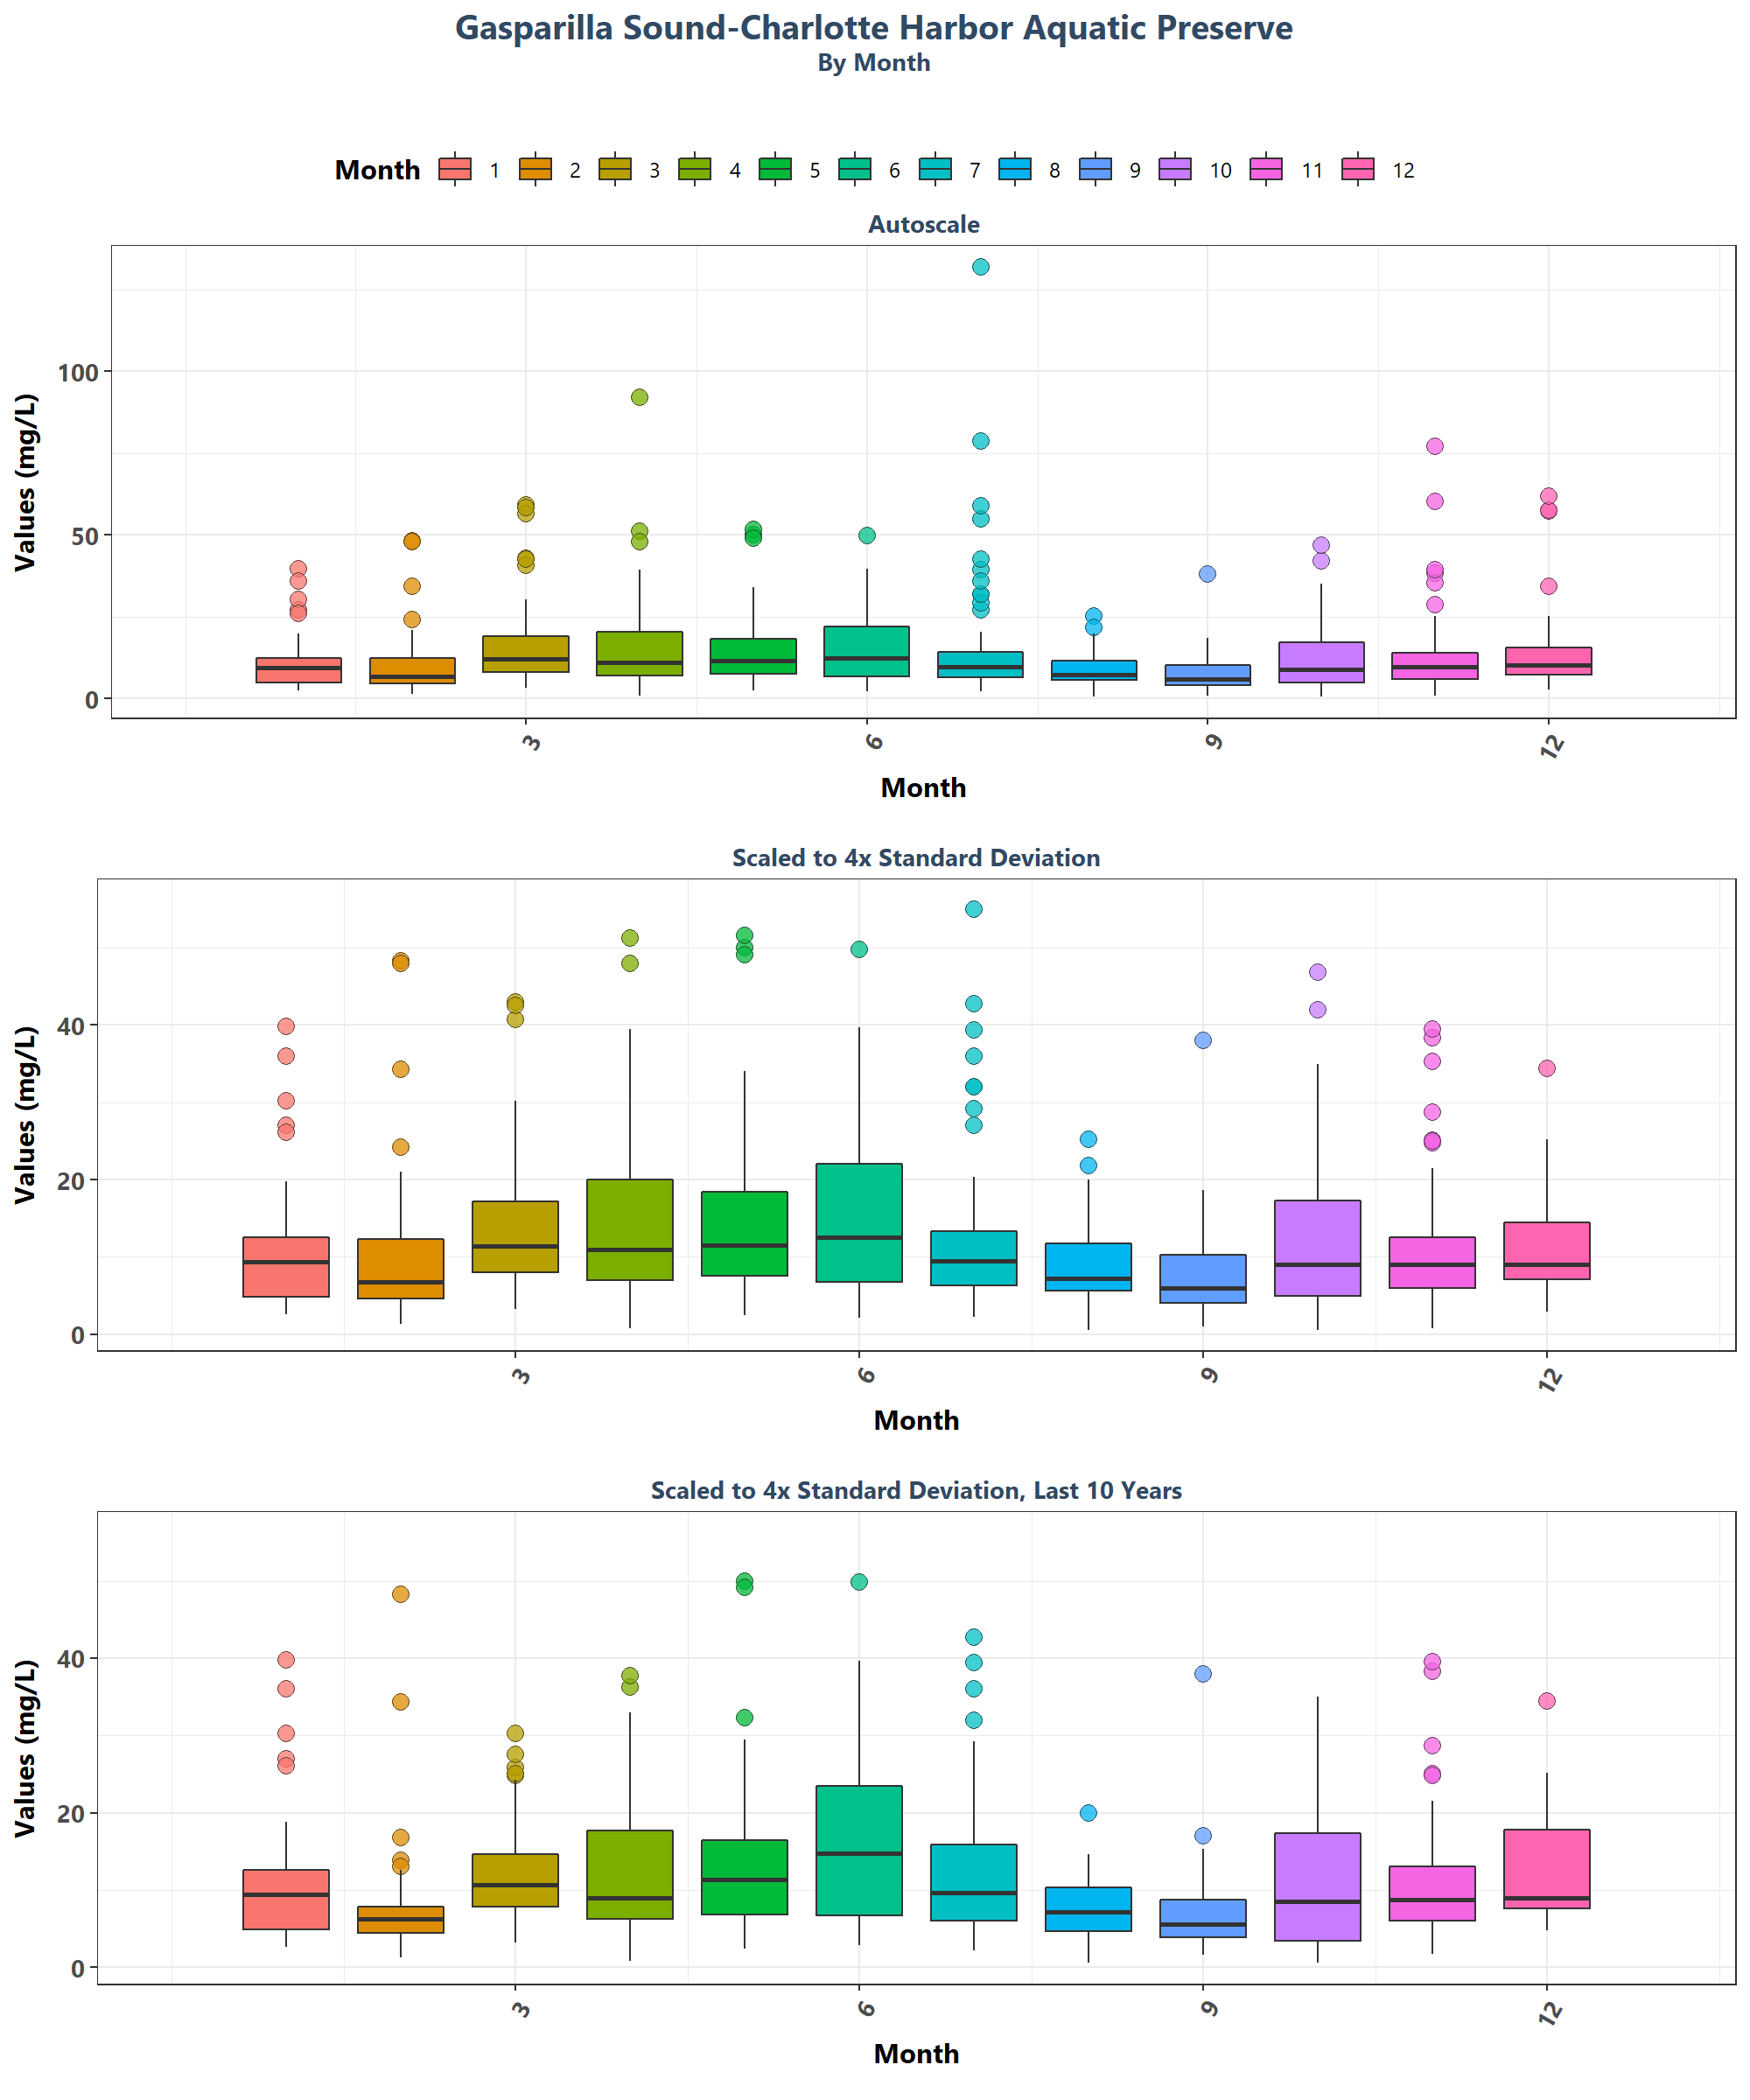 Gasparilla Sound-Charlotte Harbor Aquatic Preserve
By Month
Month 1 2 3 4 5 6 7 8 9 10 11 12
Autoscale
Values (mg/L)
100
50
0
3 6 9 12
Month
Scaled to 4x Standard Deviation
Values (mg/L)
40
20
0
3 6 9 12
Month
Scaled to 4x Standard Deviation, Last 10 Years
Values (mg/L)
40
20
0
3 6 9 12
Month